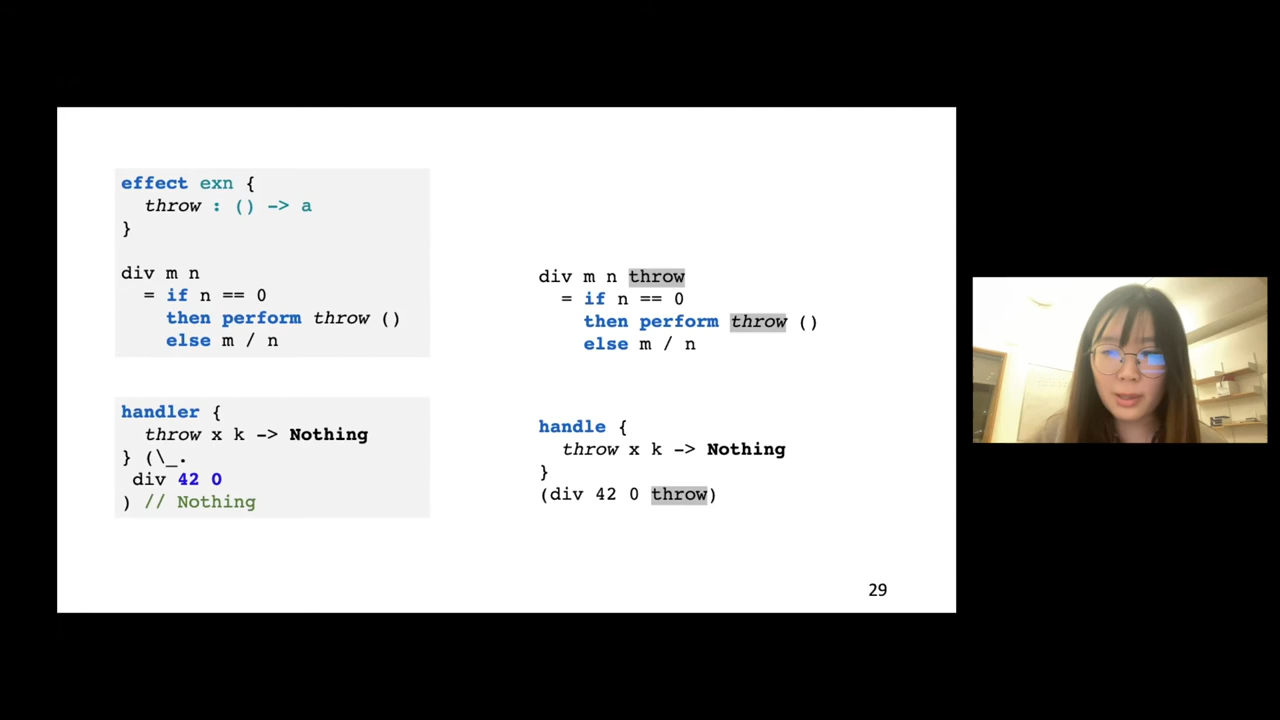 effect exn {
throw : () -> a
}
div m n
= if n == 0
then perform throw ()
else m / n
handler {
throw x k -> Nothing
} (\_.
div 42 0
) // Nothing
div m n throw
= if n == 0
then perform throw ()
else m / n
handle {
throw x k -> Nothing
}
(div 42 0 throw)
29